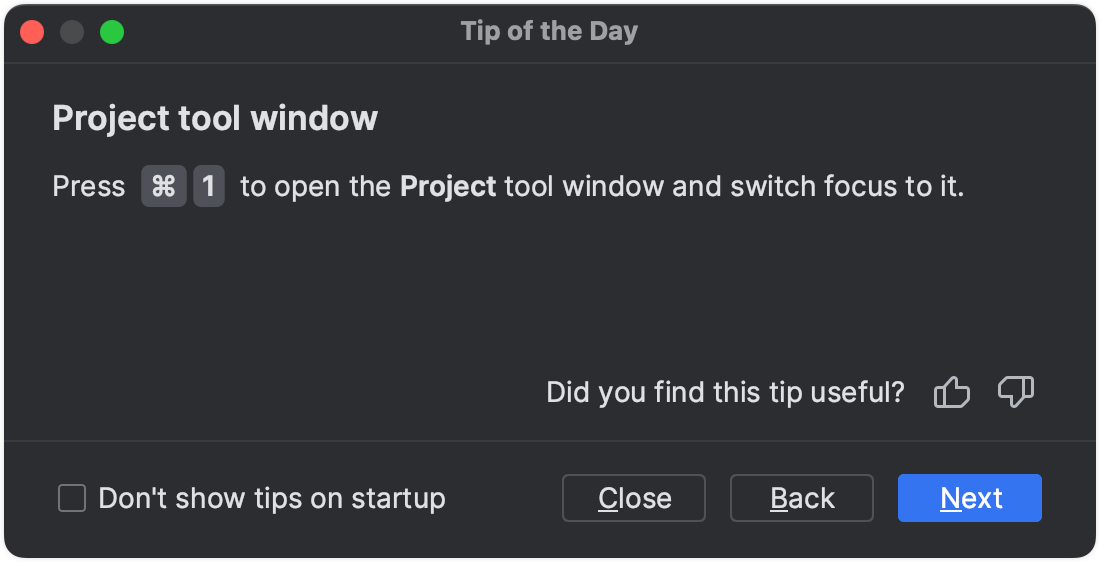 Tip of the Day
Project tool window
Press ⌘ 1 to open the Project tool window and switch focus to it.
Did you find this tip useful?
Don't show tips on startup Close Back Next